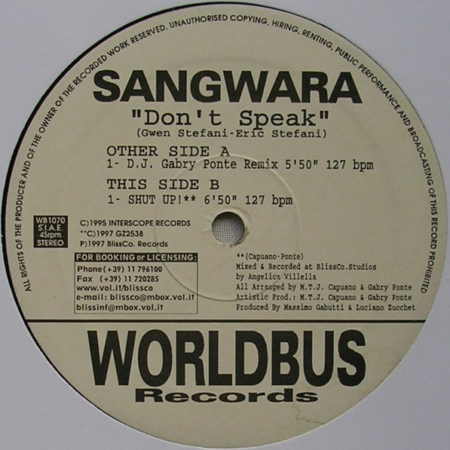 ALL RIGHTS OF THE PRODUCER AND OF THE OWNER OF THE RECORDED WORK RESERVED. UNAUTHORISED COPYING, HIRING, RENTING, PUBLIC PERFORMANCE AND BROADCASTING OF THIS RECORD PROHIBITED
SANGWARA
"Don't Speak"
(Gwen Stefani-Eric Stefani)
OTHER SIDE A
1- D.J. Gabry Ponte Remix 5'50" 127 bpm
THIS SIDE B
1- SHUT UP!** 6'50" 127 bpm
WB1070
S.I.A.E.
45rpm
STEREO
C)1995 INTERSCOPE RECORDS
**C)1997 GZ2538
P)1997 BlissCo. Records
FOR BOOKING or LICENSING:
Phone (+39) 11 796100
Fax (+39) 11 720285
www.vol.it/blissco
e-mail: blissco@mbox.vol.it
blissinf@mbox.vol.it
**(Capuano-Ponte)
Mixed & Recorded at BlissCo.Studios
by Angelica Villella
All Arranged by M.T.J. Capuano & Gabry Ponte
Artistic Prod.: M.T.J. Capuano & Gabry Ponte
Produced By Massimo Gabutti & Luciano Zucchet
WORLDBUS
Records